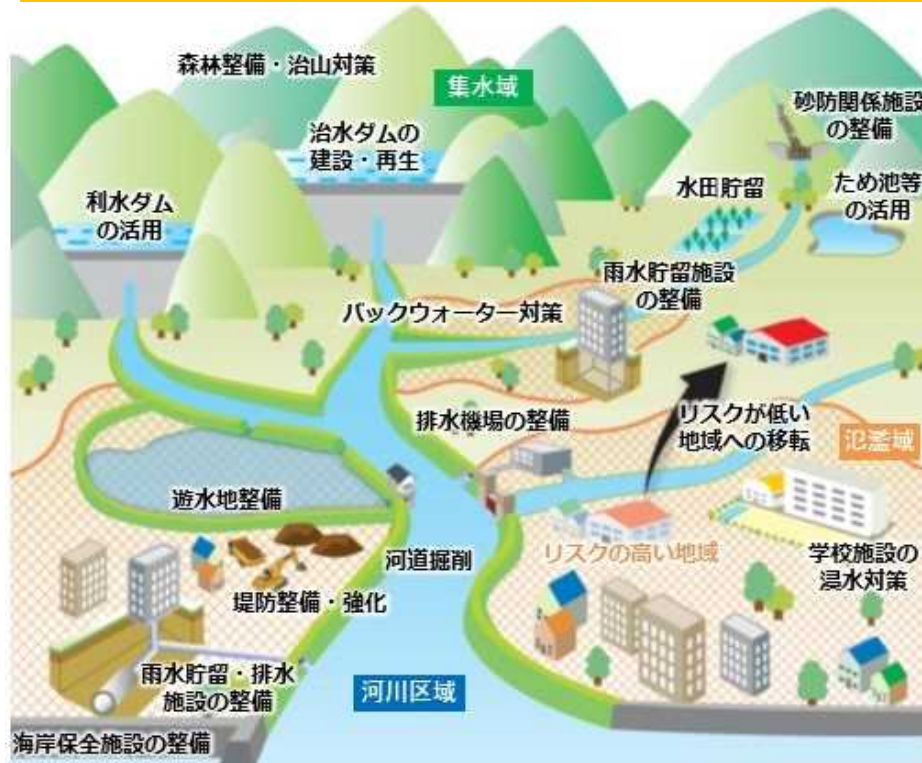 森林整備・治山対策
集水域
砂防関係施設
の整備
治水ダムの
建設・再生
水田貯留
ため池等
の活用
利水ダム
の活用
雨水貯留施設
の整備
バックウォーター対策
排水機場の整備
リスクが低い
地域への移転
氾濫域
遊水地整備
河道掘削
リスクの高い地域
学校施設の
浸水対策
堤防整備・強化
雨水貯留・排水
施設の整備
河川区域
海岸保全施設の整備